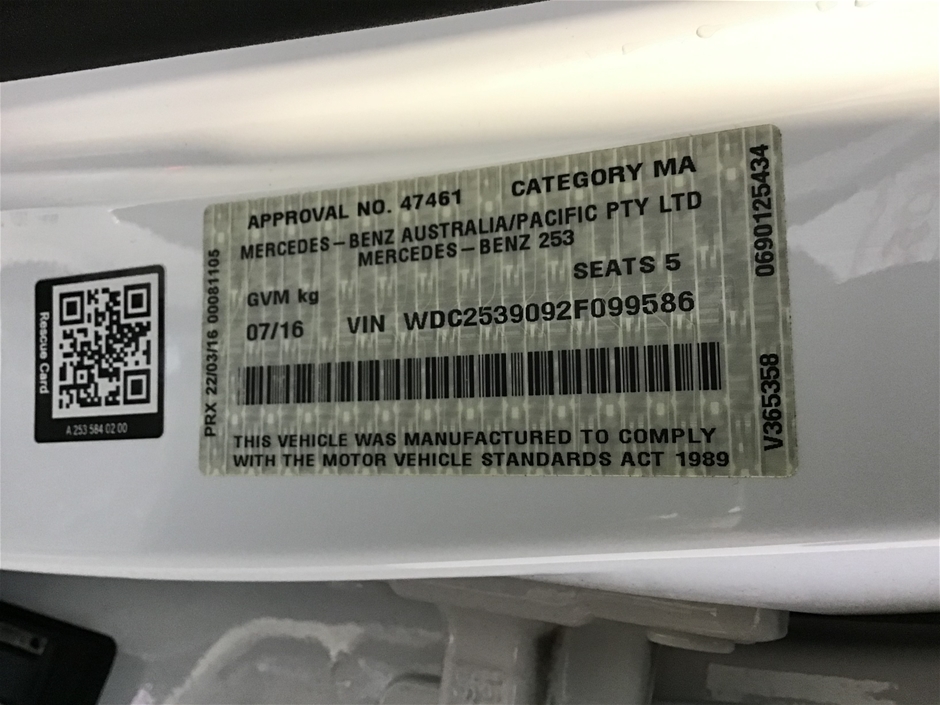 APPROVAL NO. 47461 CATEGORY MA
MERCEDES-BENZ AUSTRALIA/PACIFIC PTY LTD
MERCEDES-BENZ 253
SEATS 5
GVM kg
07/16 VIN WDC2539092F099586
THIS VEHICLE WAS MANUFACTURED TO COMPLY
WITH THE MOTOR VEHICLE STANDARDS ACT 1989
PRX 22/03/16 00081105
V365358 0690125434
Rescue Card
A 253 584 02 00